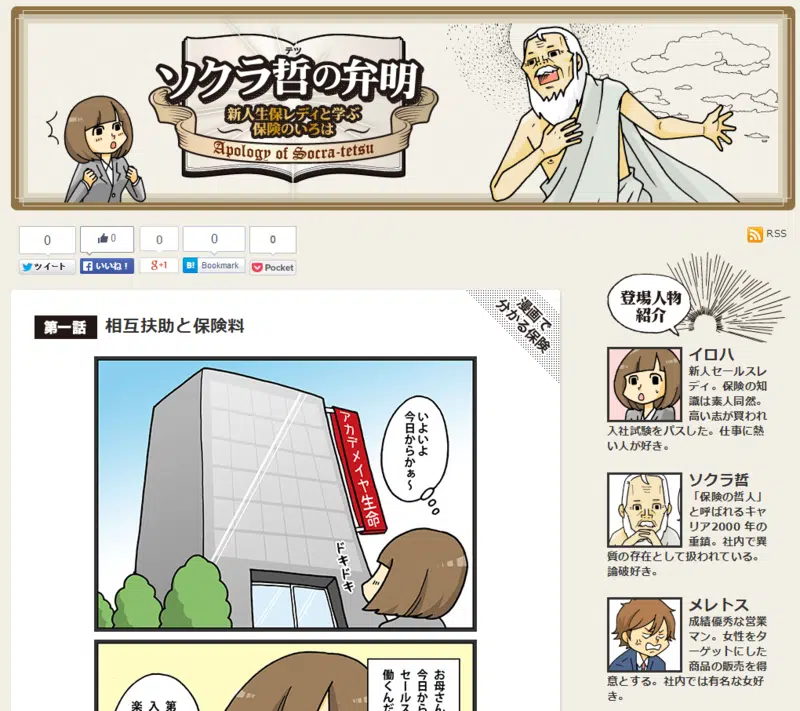 テツ
ソクラ哲の弁明
新人生保レディと学ぶ
保険のいろは
Apology of Socra-tetsu
0
0
0
0
0
ツイート
いいね！
g+1
B! Bookmark
Pocket
RSS
漫画で
分かる保険
第一話 相互扶助と保険料
アカデメイヤ生命
いよいよ
今日からかぁ〜
ドキドキ
お母さん
今日から
セールス
働くんだ
第
入
楽
登場人物
紹介
イロハ
新人セールスレ
ディ。保険の知
識は素人同然。
高い志が買われ
入社試験をパスした。仕事に熱
い人が好き。
ソクラ哲
「保険の哲人」
と呼ばれるキャ
リア2000 年の
重鎮。社内で異
質の存在として扱われている。
論破好き。
メレトス
成績優秀な営業
マン。女性をタ
ーゲットにした
商品の販売を得
意とする。社内では有名な女好
き。